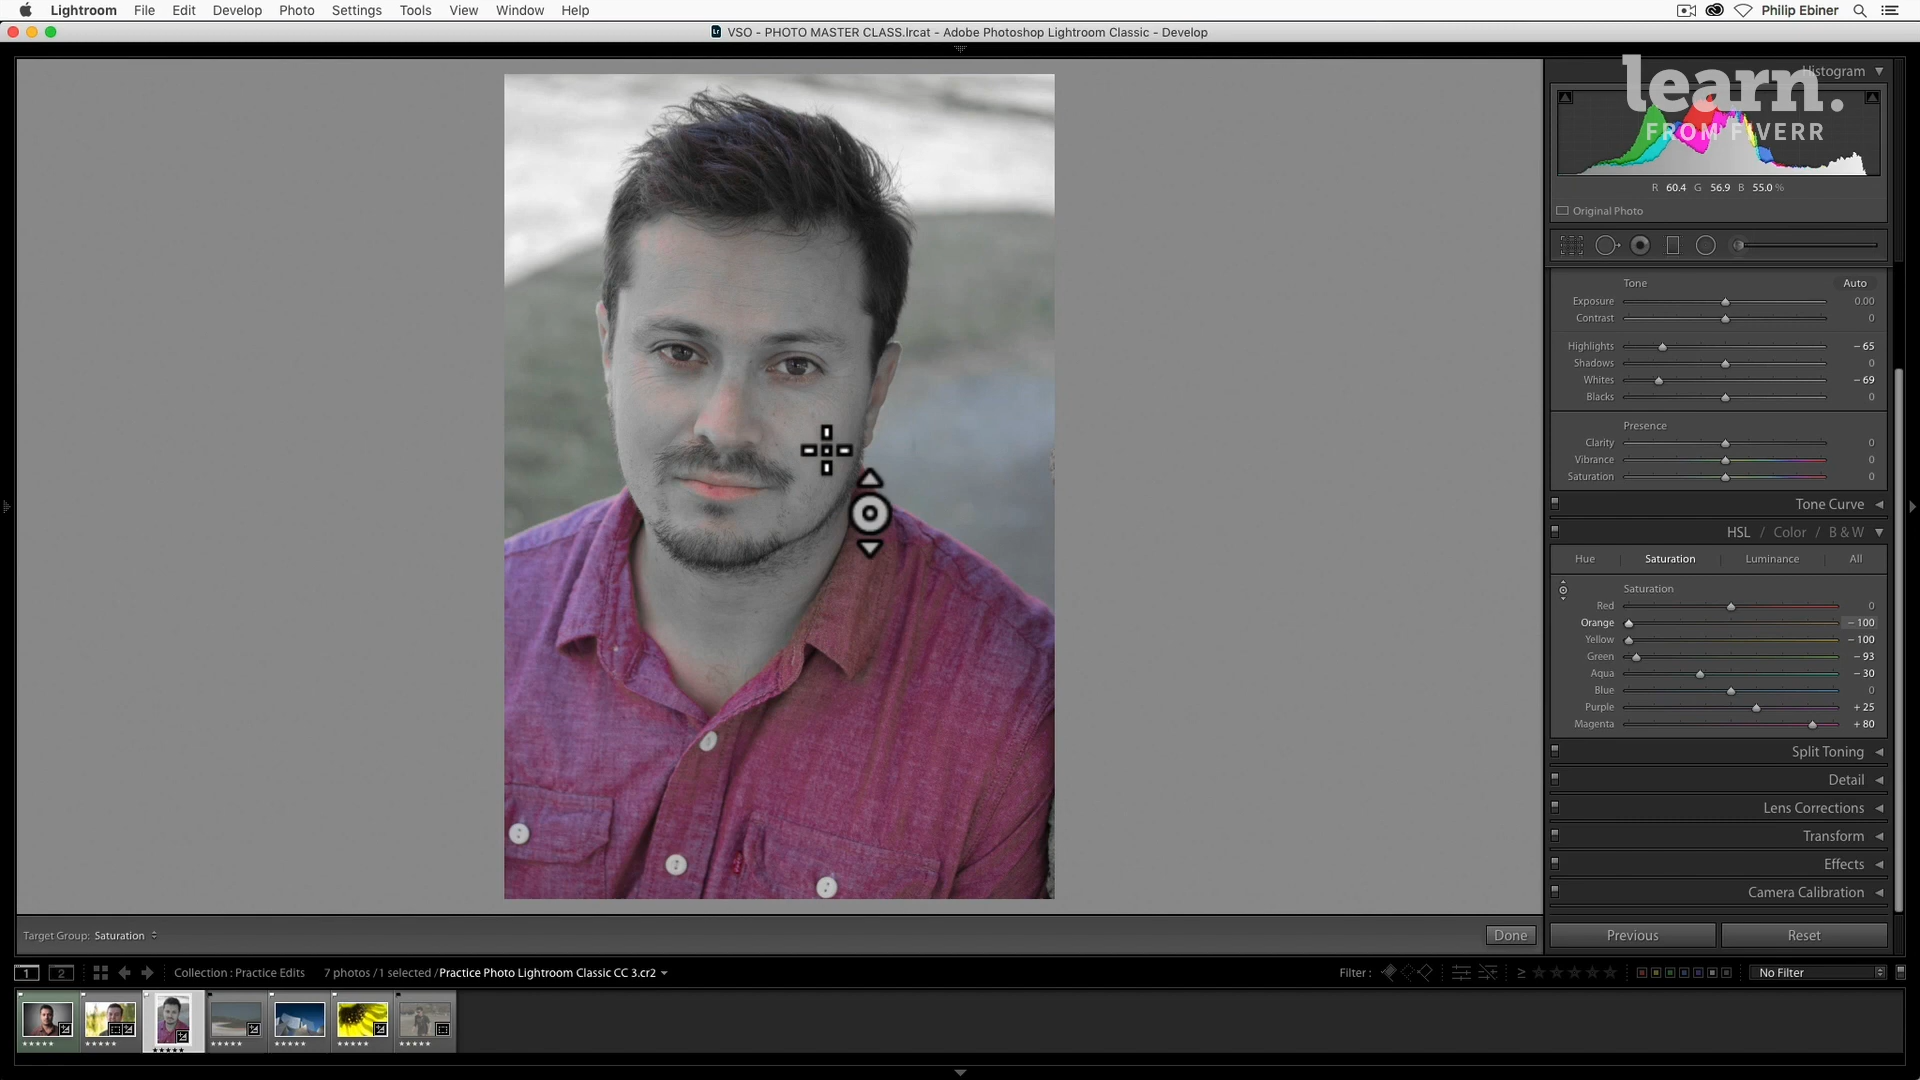 Lightroom File Edit Develop Photo Settings Tools View Window Help Philip Ebiner
VSO - PHOTO MASTER CLASS.lrcat - Adobe Photoshop Lightroom Classic - Develop
Histogram
learn.
FROM FIVERR
R 60.4 G 56.9 B 55.0 %
Original Photo
Tone Auto
Exposure 0.00
Contrast 0
Highlights - 65
Shadows 0
Whites - 69
Blacks 0
Presence
Clarity 0
Vibrance 0
Saturation 0
Tone Curve
HSL / Color / B & W
Hue Saturation Luminance All
Saturation
Red 0
Orange - 100
Yellow - 100
Green - 93
Aqua - 30
Blue 0
Purple + 25
Magenta + 80
Split Toning
Detail
Lens Corrections
Transform
Effects
Camera Calibration
Target Group: Saturation Done Previous Reset
1 2 Collection : Practice Edits 7 photos / 1 selected / Practice Photo Lightroom Classic CC 3.cr2 Filter : ≥ No Filter